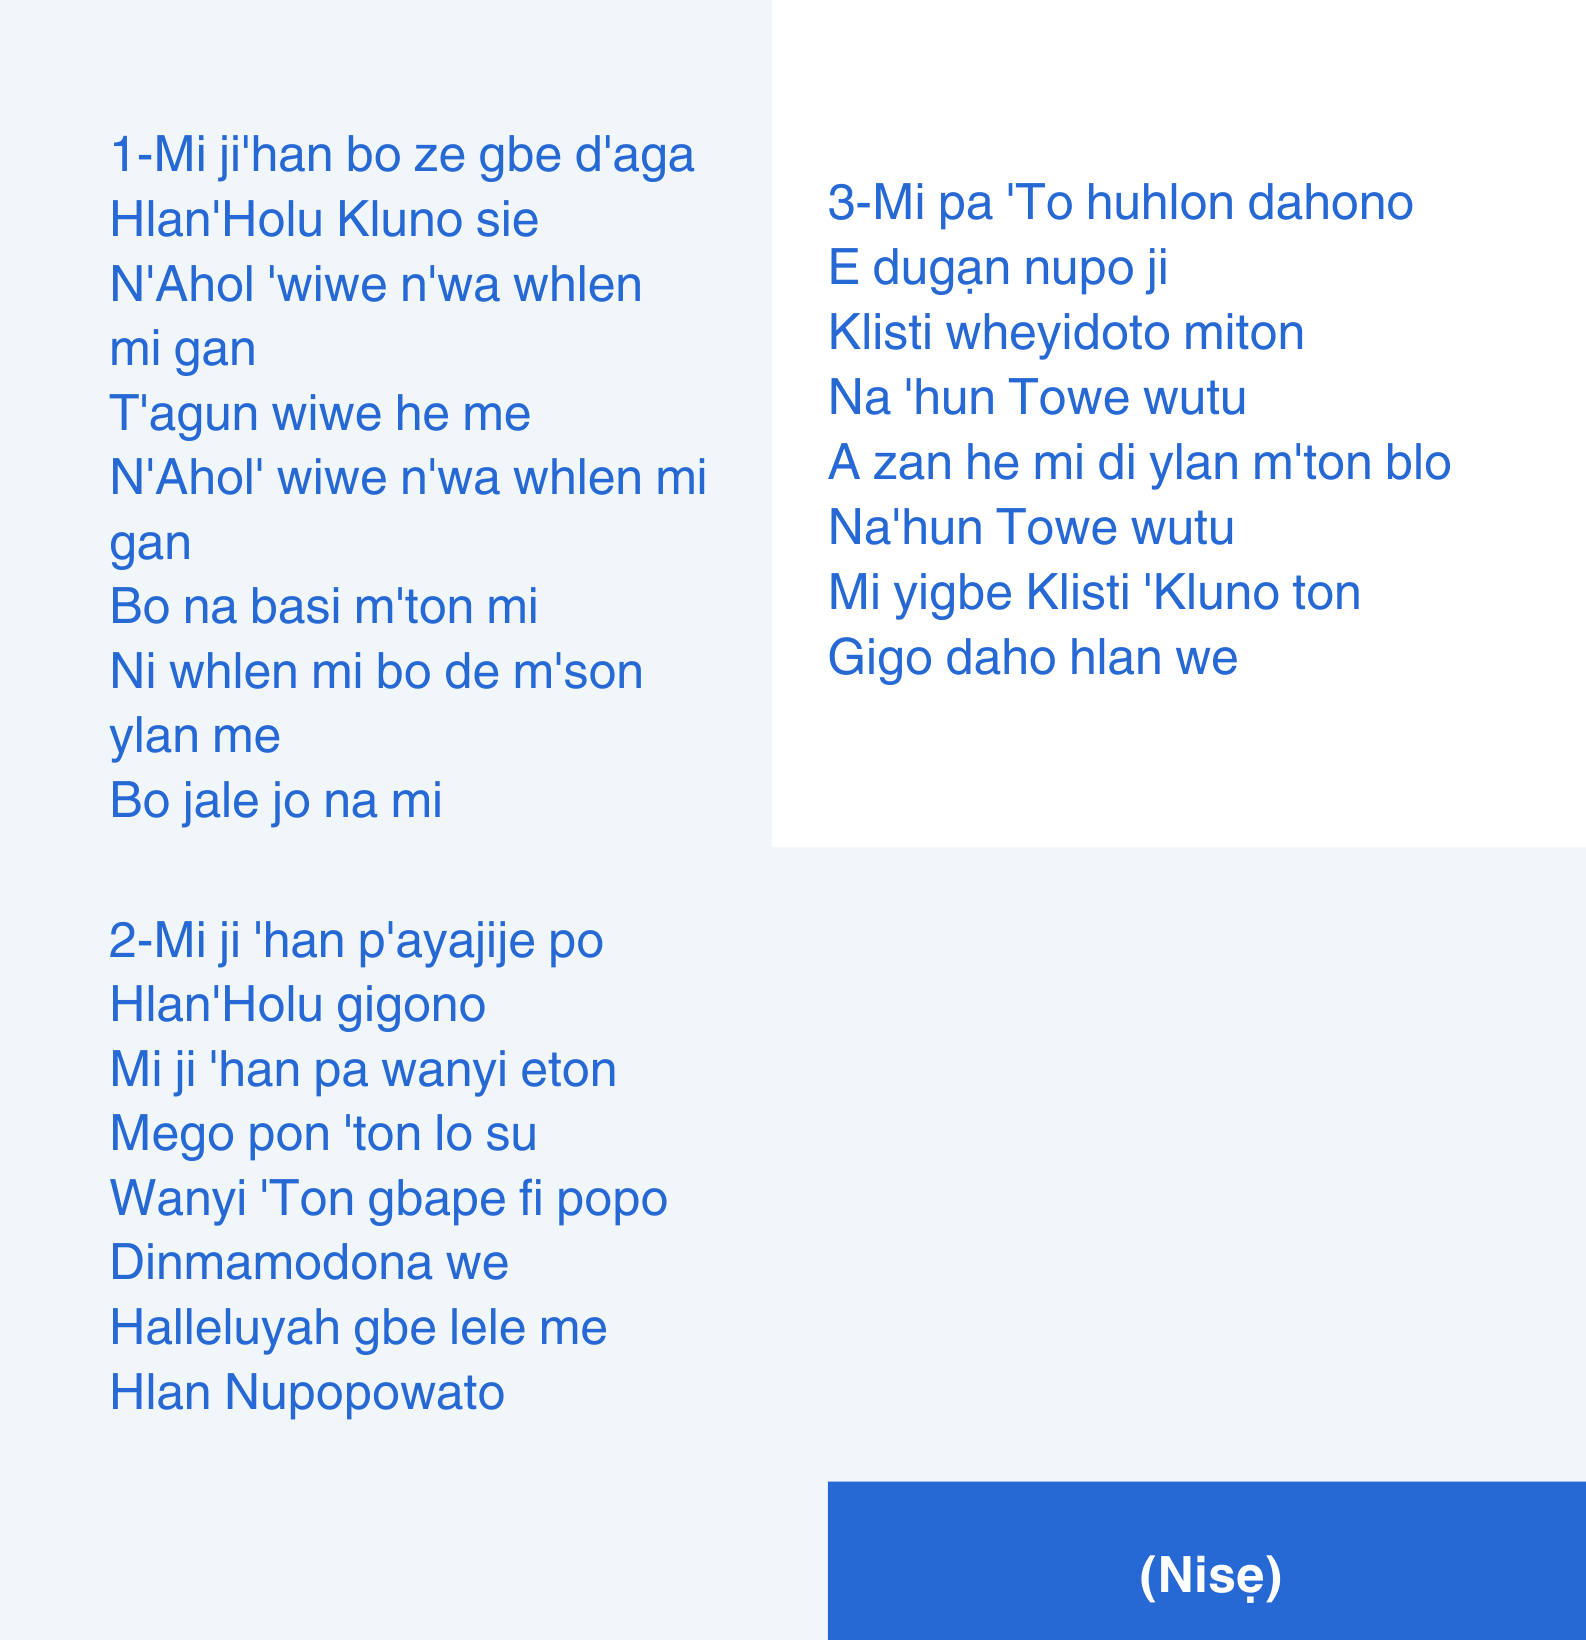 1-Mi ji'han bo ze gbe d'aga
Hlan'Holu Kluno sie
N'Ahol 'wiwe n'wa whlen
mi gan
T'agun wiwe he me
N'Ahol' wiwe n'wa whlen mi
gan
Bo na basi m'ton mi
Ni whlen mi bo de m'son
ylan me
Bo jale jo na mi
2-Mi ji 'han p'ayajije po
Hlan'Holu gigono
Mi ji 'han pa wanyi eton
Mego pon 'ton lo su
Wanyi 'Ton gbape fi popo
Dinmamodona we
Halleluyah gbe lele me
Hlan Nupopowato
3-Mi pa 'To huhlon dahono
E dugạn nupo ji
Klisti wheyidoto miton
Na 'hun Towe wutu
A zan he mi di ylan m'ton blo
Na'hun Towe wutu
Mi yigbe Klisti 'Kluno ton
Gigo daho hlan we
(Nisẹ)